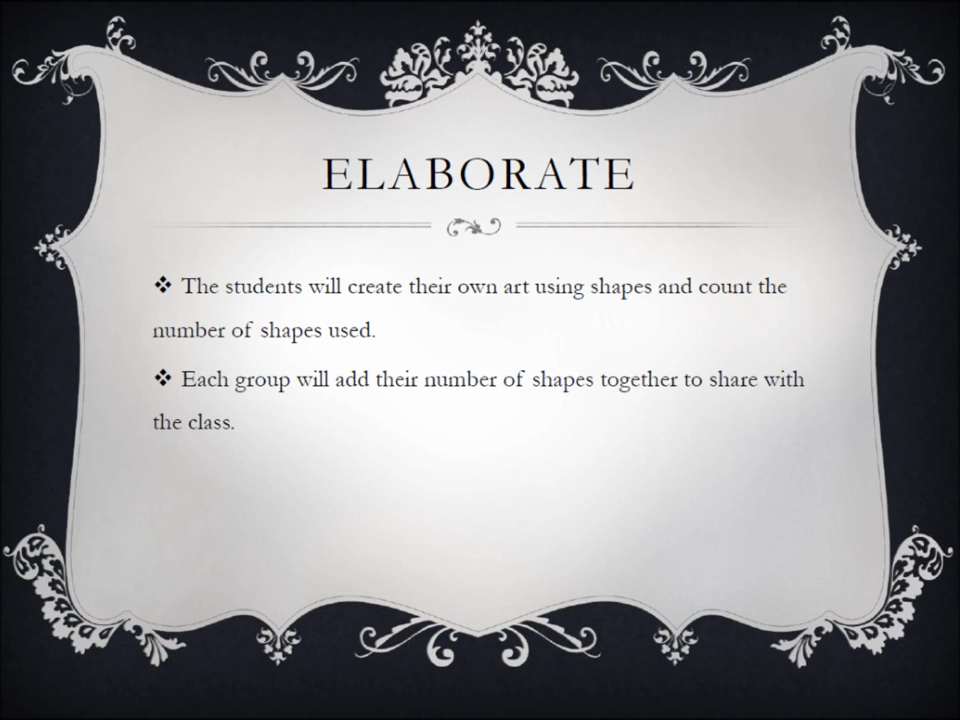 ELABORATE
❖ The students will create their own art using shapes and count the
number of shapes used.
❖ Each group will add their number of shapes together to share with
the class.